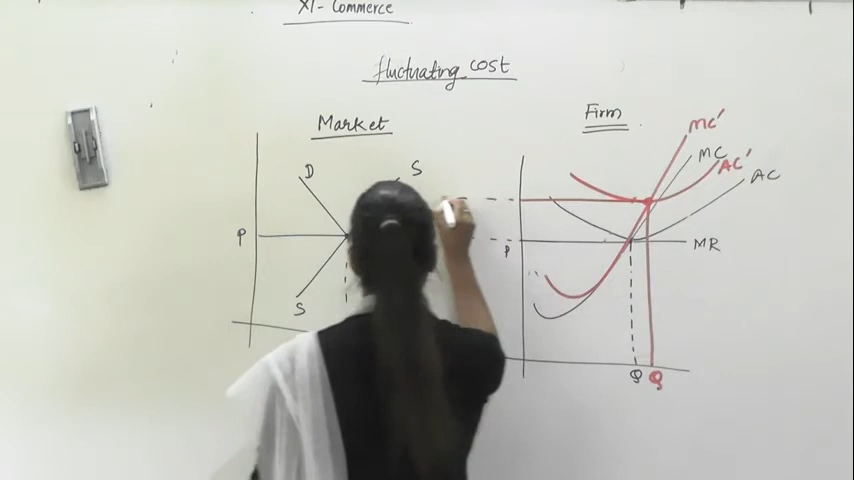 XI- Commerce
fluctuating cost
Market
Firm
D
S
P
S
MC'
MC
AC'
AC
P
MR
Q
Q